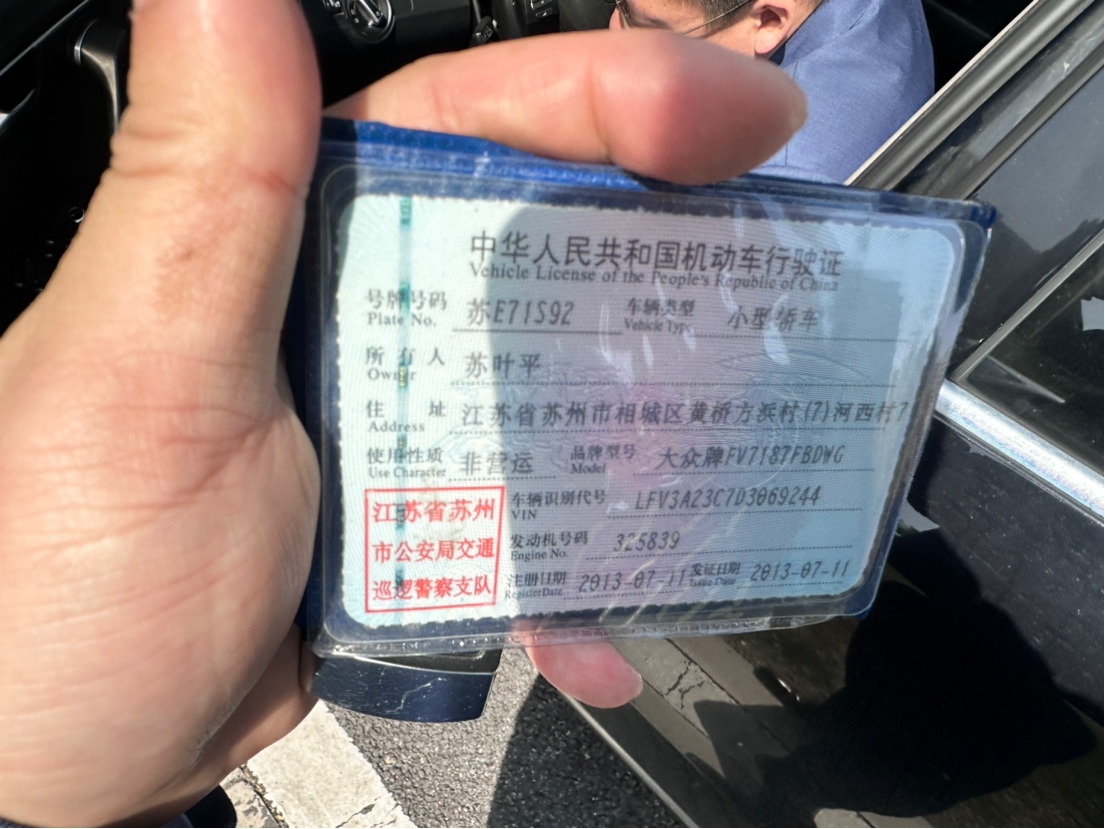 中华人民共和国机动车行驶证
Vehicle License of the People's Republic of China
号牌号码 苏E71S92 车辆类型 小型轿车
Plate No. Vehicle Type
所有人 苏叶平
Owner
住址 江苏省苏州市相城区黄桥方浜村(7)河西村7
Address
使用性质 非营运 品牌型号 大众牌FV7187FBDWG
Use Character Model
江苏省苏州
市公安局交通
巡逻警察支队
车辆识别代号 LFV3A23C7D3069244
VIN
发动机号码 325839
Engine No.
注册日期 2013-07-11 发证日期 2013-07-11
Register Date Issue Date